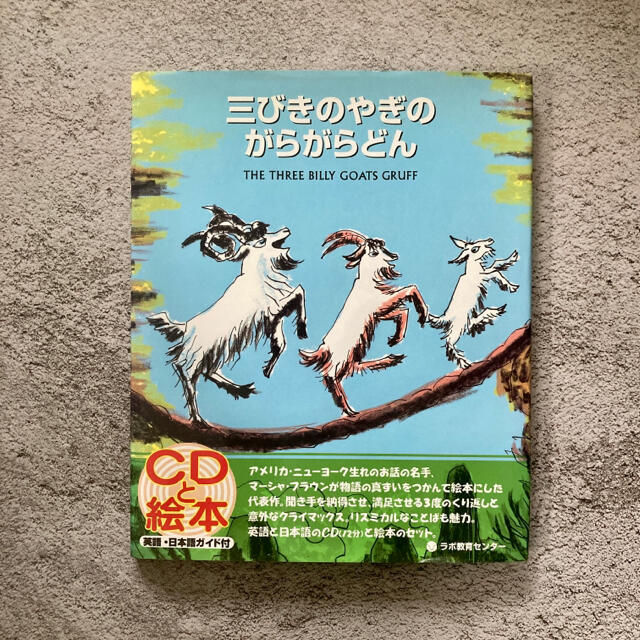 三びきのやぎの
がらがらどん
THE THREE BILLY GOATS GRUFF
CD
と
絵本
英語・日本語ガイド付
アメリカ・ニューヨーク生れのお話の名手、
マーシャ・ブラウンが物語の真ずいをつかんで絵本にした
代表作。聞き手を納得させ、満足させる3度のくり返しと
意外なクライマックス。リズミカルなことばも魅力。
英語と日本語のCD(72分)と絵本のセット。
ラボ教育センター